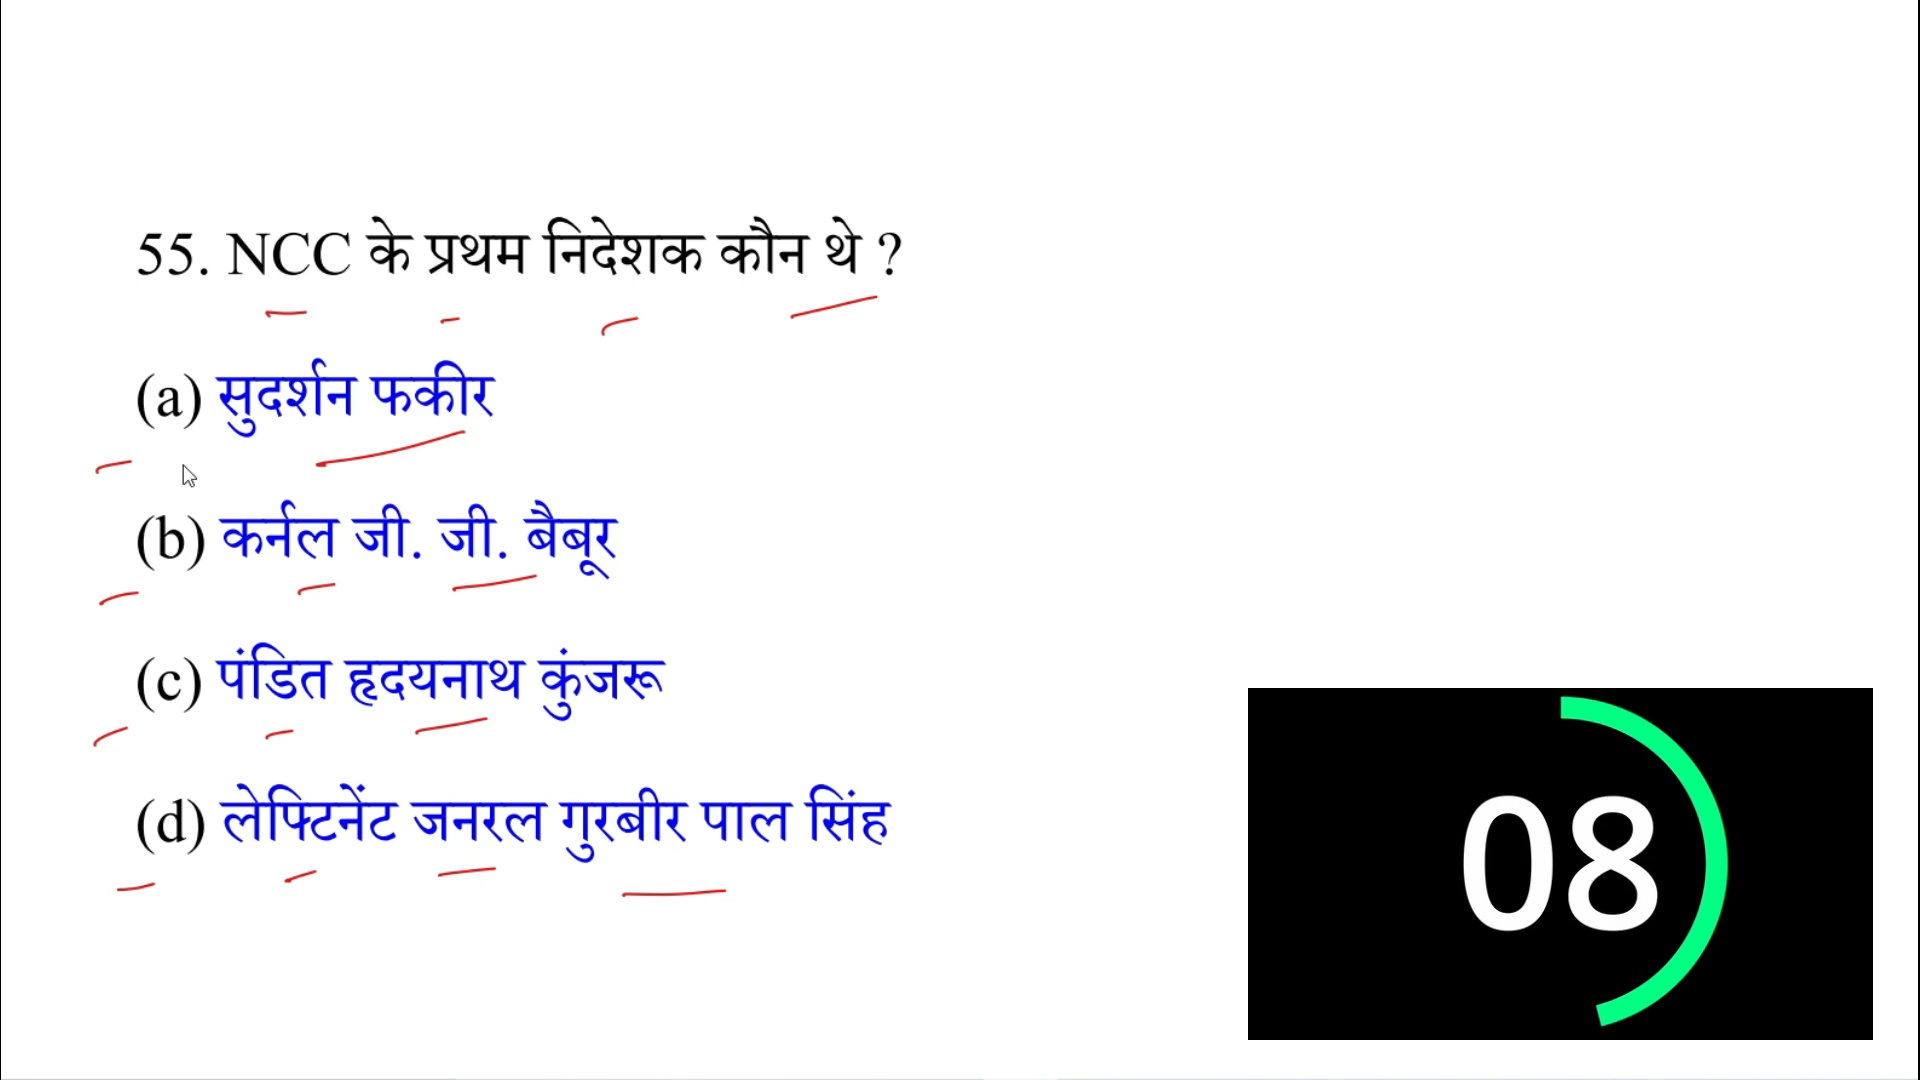 55. NCC के प्रथम निदेशक कौन थे ?
(a) सुदर्शन फकीर
(b) कर्नल जी. जी. बैबूर
(c) पंडित हृदयनाथ कुंजरू
(d) लेफ्टिनेंट जनरल गुरबीर पाल सिंह
08